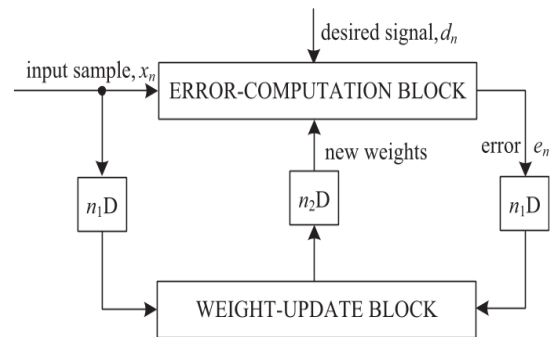 desired signal, dₙ
input sample, xₙ
ERROR-COMPUTATION BLOCK
new weights
error eₙ
n₁D
n₂D
n₁D
WEIGHT-UPDATE BLOCK